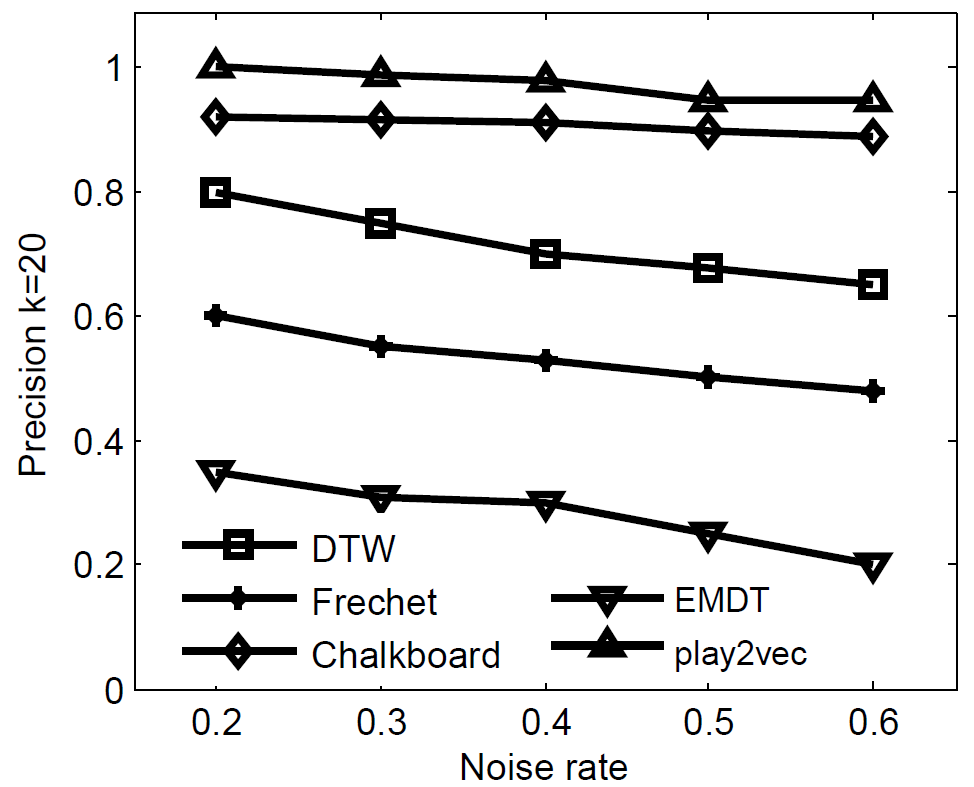 Precision k=20
1
0.8
0.6
0.4
0.2
0
DTW
Frechet
Chalkboard
EMDT
play2vec
0.2 0.3 0.4 0.5 0.6
Noise rate